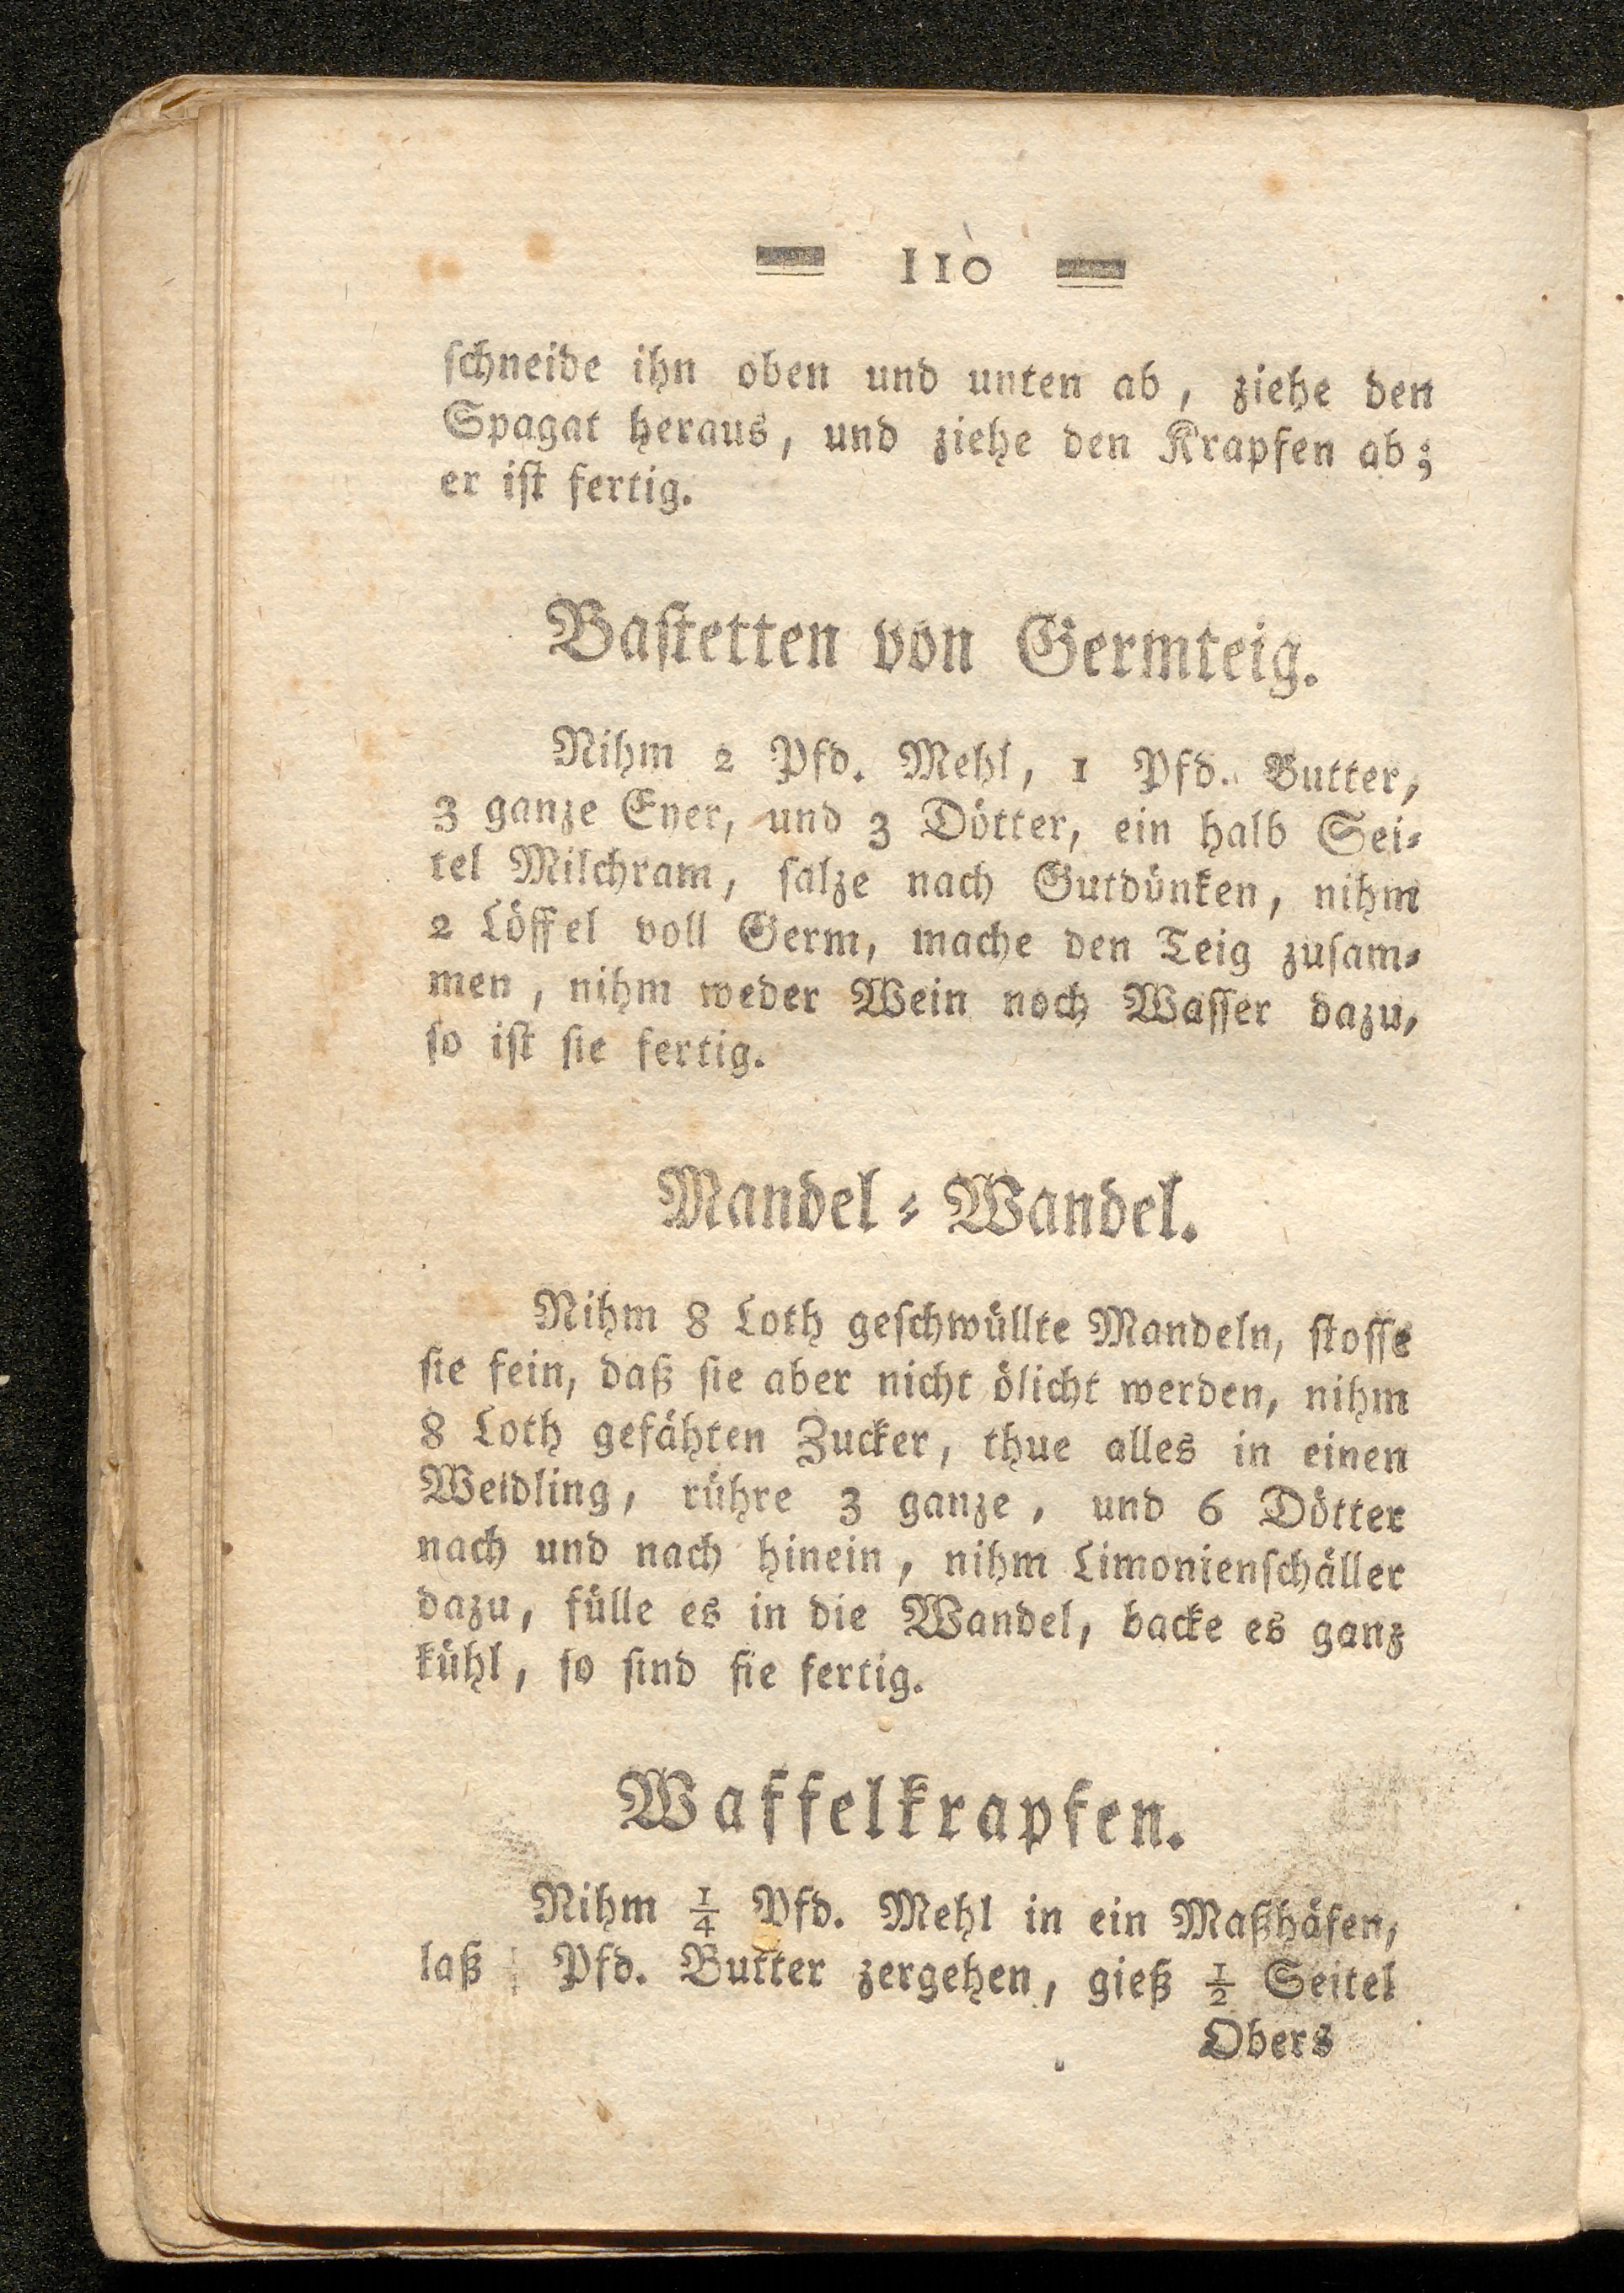 110
schneide ihn oben und unten ab, ziehe den
Spagat heraus, und ziehe den Krapfen ab;
er ist fertig.
Bastetten von Germteig.
Nihm 2 Pfd. Mehl, 1 Pfd. Butter,
3 ganze Eyer, und 3 Dötter, ein halb Sei-
tel Milchram, salze nach Gutdünken, nihm
2 Löffel voll Germ, mache den Teig zusam-
men, nihm weder Wein noch Wasser dazu,
so ist sie fertig.
Mandel-Wandel.
Nihm 8 Loth geschwüllte Mandeln, stosse
sie fein, daß sie aber nicht ölicht werden, nihm
8 Loth gefähten Zucker, thue alles in einen
Weidling, rühre 3 ganze, und 6 Dötter
nach und nach hinein, nihm Limonienschäller
dazu, fülle es in die Wandel, backe es ganz
kühl, so sind sie fertig.
Waffelkrapfen.
Nihm 1/4 Pfd. Mehl in ein Maßhäfen,
laß Pfd. Butter zergehen, gieß 1/2 Seitel
Obers